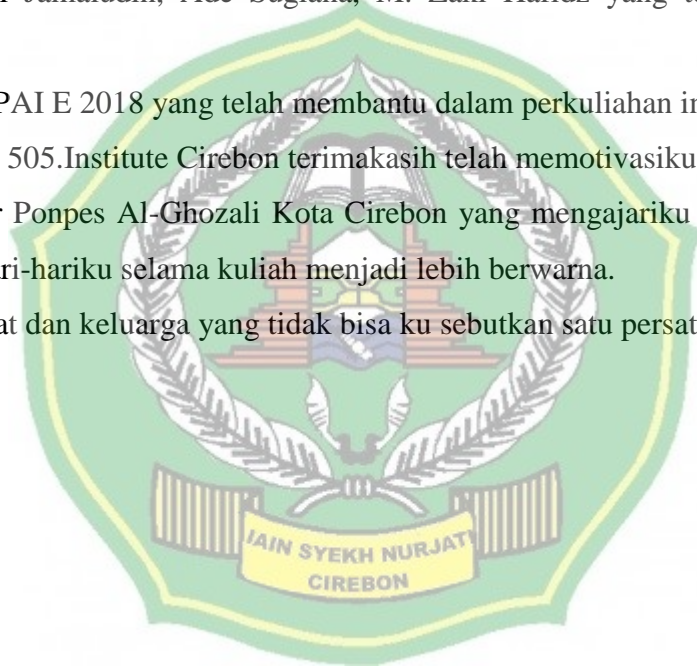 Jamaludin, Ade Sugiana, M. Zaki Hafidz yang
PAI E 2018 yang telah membantu dalam perkuliahan
505.Institute Cirebon terimakasih telah memotivasiku
Ponpes Al-Ghozali Kota Cirebon yang mengajariku
ri-hariku selama kuliah menjadi lebih berwarna.
at dan keluarga yang tidak bisa ku sebutkan satu persat
IAIN SYEKH NURJATI
CIREBON